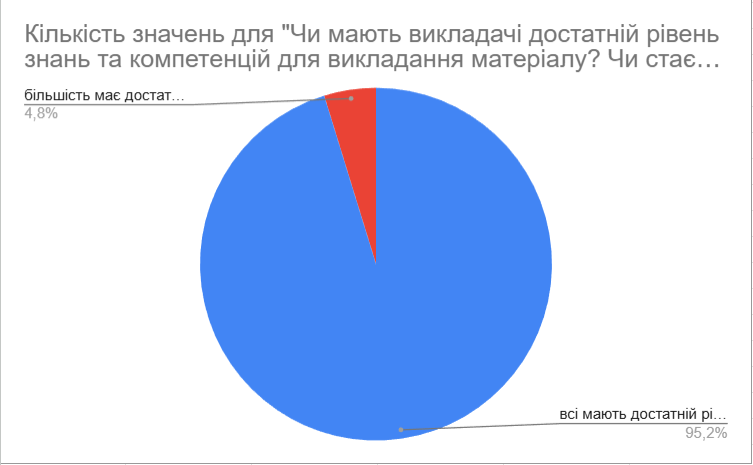 Кількість значень для "Чи мають викладачі достатній рівень
знань та компетенцій для викладання матеріалу? Чи стає…
більшість має достат…
4,8%
всі мають достатній рі…
95,2%